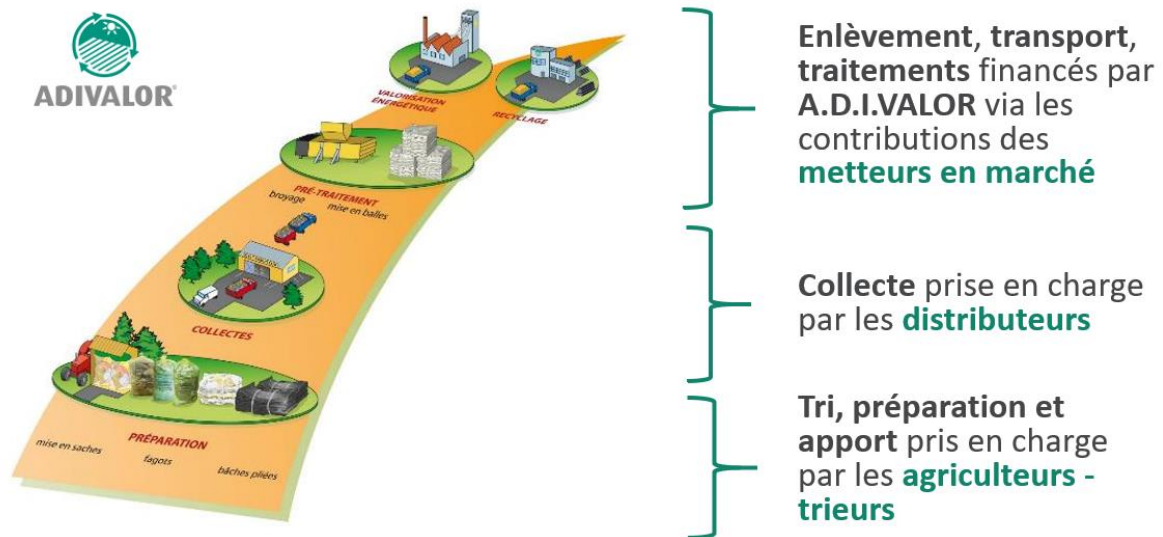 ADIVALOR®
VALORISATION
ÉNERGÉTIQUE
RECYCLAGE
PRÉ-TRAITEMENT
broyage
mise en balles
COLLECTES
PRÉPARATION
mise en saches
fagots
bâches pliées
Enlèvement, transport,
traitements financés par
A.D.I.VALOR via les
contributions des
metteurs en marché
Collecte prise en charge
par les distributeurs
Tri, préparation et
apport pris en charge
par les agriculteurs -
trieurs